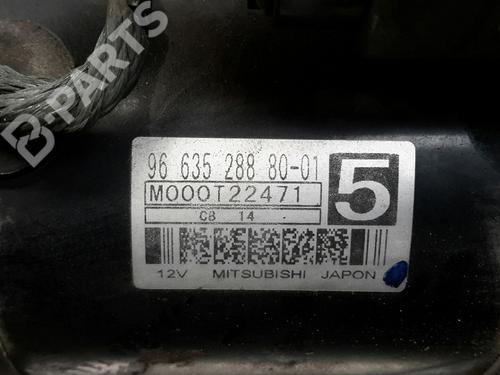 B-PARTS
96 635 288 80-01
5
M000T22471
C8 14
12V MITSUBISHI JAPON